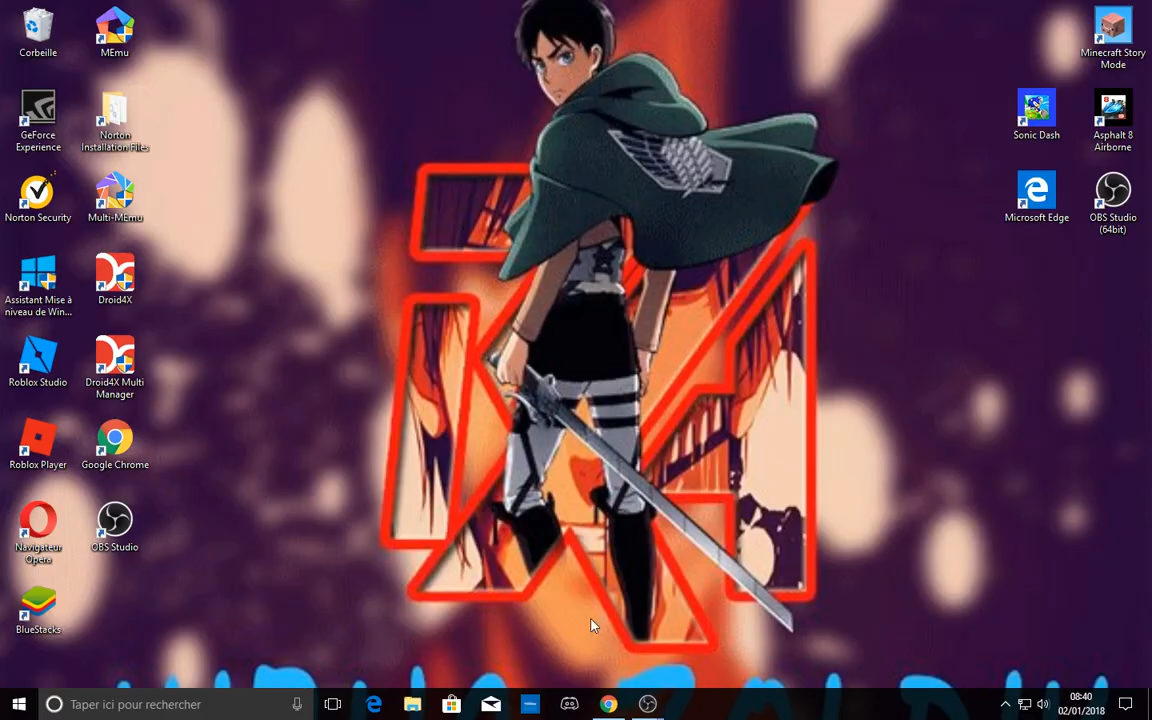 Corbeille
MEmu
GeForce
Experience
Norton
Installation Files
Norton Security
Multi-MEmu
Assistant Mise à
niveau de Win...
Droid4X
Roblox Studio
Droid4X Multi
Manager
Roblox Player
Google Chrome
Navigateur
Opera
OBS Studio
BlueStacks
Minecraft Story
Mode
Sonic Dash
Asphalt 8
Airborne
Microsoft Edge
OBS Studio
(64bit)
Taper ici pour rechercher
08:40
02/01/2018